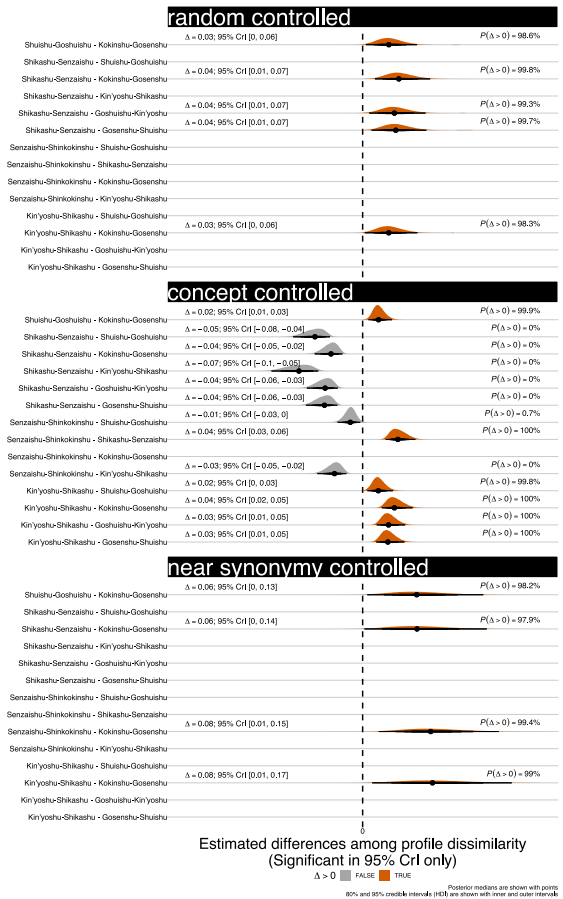 random controlled
Δ = 0.03; 95% CrI [0, 0.06] P(Δ > 0) = 98.6%
Shuishu-Goshuishu - Kokinshu-Gosenshu
Shikashu-Senzaishu - Shuishu-Goshuishu
Δ = 0.04; 95% CrI [0.01, 0.07] P(Δ > 0) = 99.8%
Shikashu-Senzaishu - Kokinshu-Gosenshu
Shikashu-Senzaishu - Kin'yoshu-Shikashu
Δ = 0.04; 95% CrI [0.01, 0.07] P(Δ > 0) = 99.3%
Shikashu-Senzaishu - Goshuishu-Kin'yoshu
Δ = 0.04; 95% CrI [0.01, 0.07] P(Δ > 0) = 99.7%
Shikashu-Senzaishu - Gosenshu-Shuishu
Senzaishu-Shinkokinshu - Shuishu-Goshuishu
Senzaishu-Shinkokinshu - Shikashu-Senzaishu
Senzaishu-Shinkokinshu - Kokinshu-Gosenshu
Senzaishu-Shinkokinshu - Kin'yoshu-Shikashu
Kin'yoshu-Shikashu - Shuishu-Goshuishu
Δ = 0.03; 95% CrI [0, 0.06] P(Δ > 0) = 98.3%
Kin'yoshu-Shikashu - Kokinshu-Gosenshu
Kin'yoshu-Shikashu - Goshuishu-Kin'yoshu
Kin'yoshu-Shikashu - Gosenshu-Shuishu
concept controlled
Δ = 0.02; 95% CrI [0.01, 0.03] P(Δ > 0) = 99.9%
Shuishu-Goshuishu - Kokinshu-Gosenshu
Δ = −0.05; 95% CrI [−0.08, −0.04] P(Δ > 0) = 0%
Shikashu-Senzaishu - Shuishu-Goshuishu
Δ = −0.04; 95% CrI [−0.05, −0.02] P(Δ > 0) = 0%
Shikashu-Senzaishu - Kokinshu-Gosenshu
Δ = −0.07; 95% CrI [−0.1, −0.05] P(Δ > 0) = 0%
Shikashu-Senzaishu - Kin'yoshu-Shikashu
Δ = −0.04; 95% CrI [−0.06, −0.03] P(Δ > 0) = 0%
Shikashu-Senzaishu - Goshuishu-Kin'yoshu
Δ = −0.04; 95% CrI [−0.06, −0.03] P(Δ > 0) = 0%
Shikashu-Senzaishu - Gosenshu-Shuishu
Δ = −0.01; 95% CrI [−0.03, 0] P(Δ > 0) = 0.7%
Senzaishu-Shinkokinshu - Shuishu-Goshuishu
Δ = 0.04; 95% CrI [0.03, 0.06] P(Δ > 0) = 100%
Senzaishu-Shinkokinshu - Shikashu-Senzaishu
Senzaishu-Shinkokinshu - Kokinshu-Gosenshu
Δ = −0.03; 95% CrI [−0.05, −0.02] P(Δ > 0) = 0%
Senzaishu-Shinkokinshu - Kin'yoshu-Shikashu
Δ = 0.02; 95% CrI [0, 0.03] P(Δ > 0) = 99.8%
Kin'yoshu-Shikashu - Shuishu-Goshuishu
Δ = 0.04; 95% CrI [0.02, 0.05] P(Δ > 0) = 100%
Kin'yoshu-Shikashu - Kokinshu-Gosenshu
Δ = 0.03; 95% CrI [0.01, 0.05] P(Δ > 0) = 100%
Kin'yoshu-Shikashu - Goshuishu-Kin'yoshu
Δ = 0.03; 95% CrI [0.01, 0.05] P(Δ > 0) = 100%
Kin'yoshu-Shikashu - Gosenshu-Shuishu
near synonymy controlled
Δ = 0.06; 95% CrI [0, 0.13] P(Δ > 0) = 98.2%
Shuishu-Goshuishu - Kokinshu-Gosenshu
Shikashu-Senzaishu - Shuishu-Goshuishu
Δ = 0.06; 95% CrI [0, 0.14] P(Δ > 0) = 97.9%
Shikashu-Senzaishu - Kokinshu-Gosenshu
Shikashu-Senzaishu - Kin'yoshu-Shikashu
Shikashu-Senzaishu - Goshuishu-Kin'yoshu
Shikashu-Senzaishu - Gosenshu-Shuishu
Senzaishu-Shinkokinshu - Shuishu-Goshuishu
Senzaishu-Shinkokinshu - Shikashu-Senzaishu
Δ = 0.08; 95% CrI [0.01, 0.15] P(Δ > 0) = 99.4%
Senzaishu-Shinkokinshu - Kokinshu-Gosenshu
Senzaishu-Shinkokinshu - Kin'yoshu-Shikashu
Kin'yoshu-Shikashu - Shuishu-Goshuishu
Δ = 0.08; 95% CrI [0.01, 0.17] P(Δ > 0) = 99%
Kin'yoshu-Shikashu - Kokinshu-Gosenshu
Kin'yoshu-Shikashu - Goshuishu-Kin'yoshu
Kin'yoshu-Shikashu - Gosenshu-Shuishu
0
Estimated differences among profile dissimilarity
(Significant in 95% CrI only)
Δ > 0 FALSE TRUE
Posterior medians are shown with points
80% and 95% credible intervals (HDI) are shown with inner and outer intervals